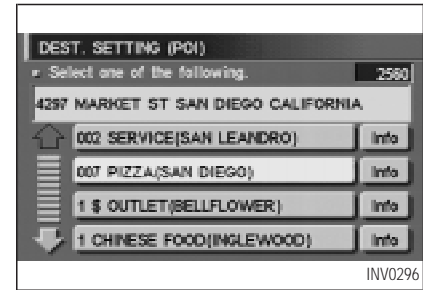 DEST. SETTING (POI)
Select one of the following. 2560
4297 MARKET ST SAN DIEGO CALIFORNIA
002 SERVICE(SAN LEANDRO) Info
007 PIZZA(SAN DIEGO) Info
1 $ OUTLET(BELLFLOWER) Info
1 CHINESE FOOD(INGLEWOOD) Info
INV0296